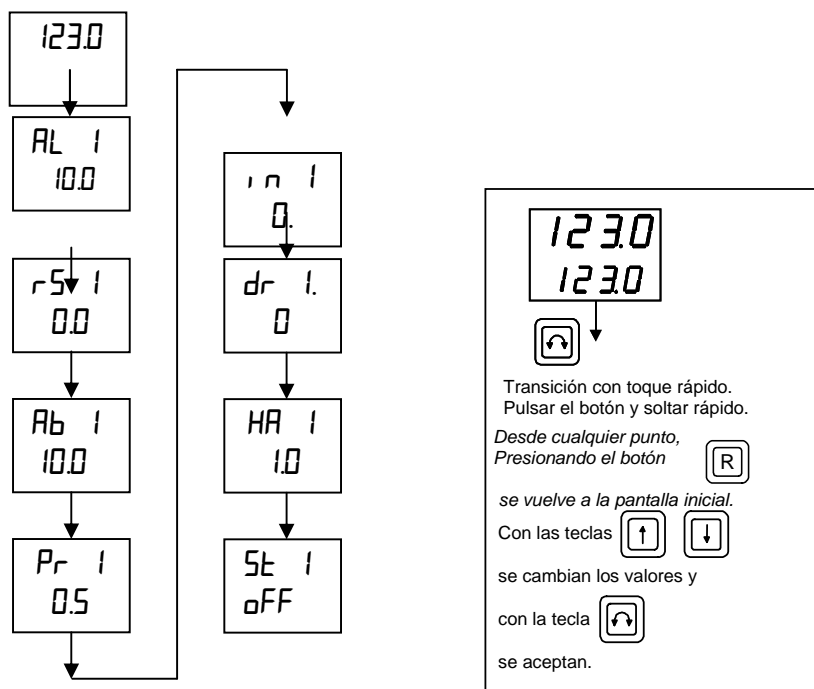 123.0
AL 1
10.0
rS 1
0.0
Ab 1
10.0
Pr 1
0.5
in 1
0.
dr 1.
0
HA 1
1.0
St 1
oFF
123.0
123.0
Transición con toque rápido.
Pulsar el botón y soltar rápido.
Desde cualquier punto,
Presionando el botón R
se vuelve a la pantalla inicial.
Con las teclas
se cambian los valores y
con la tecla
se aceptan.